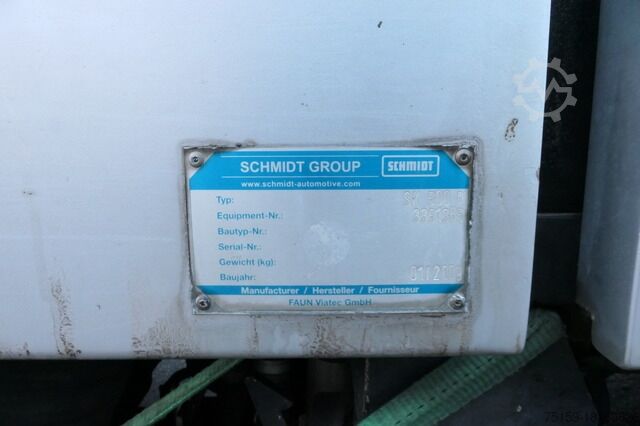 SCHMIDT GROUP SCHMIDT
www.schmidt-automotive.com
Typ:
Equipment-Nr.:
Bautyp-Nr.:
Serial-Nr.:
Gewicht (kg):
Baujahr:
Manufacturer / Hersteller / Fournisseur
FAUN Viatec GmbH